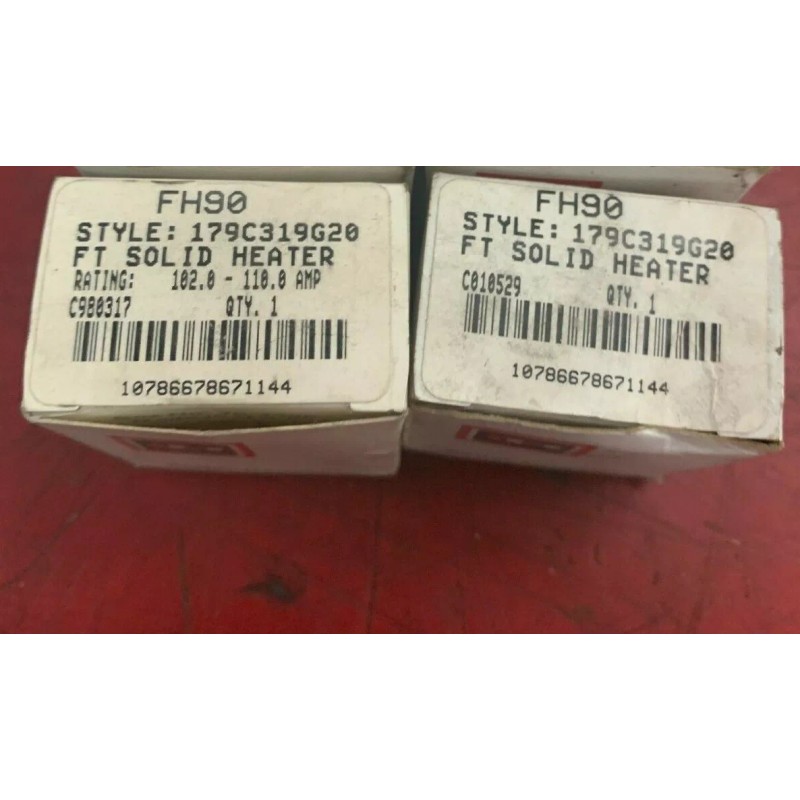 FH90
STYLE: 179C319G20
FT SOLID HEATER
RATING: 102.0 - 110.0 AMP
C980317 QTY. 1
10786678671144
FH90
STYLE: 179C319G20
FT SOLID HEATER
C010529 QTY. 1
10786678671144